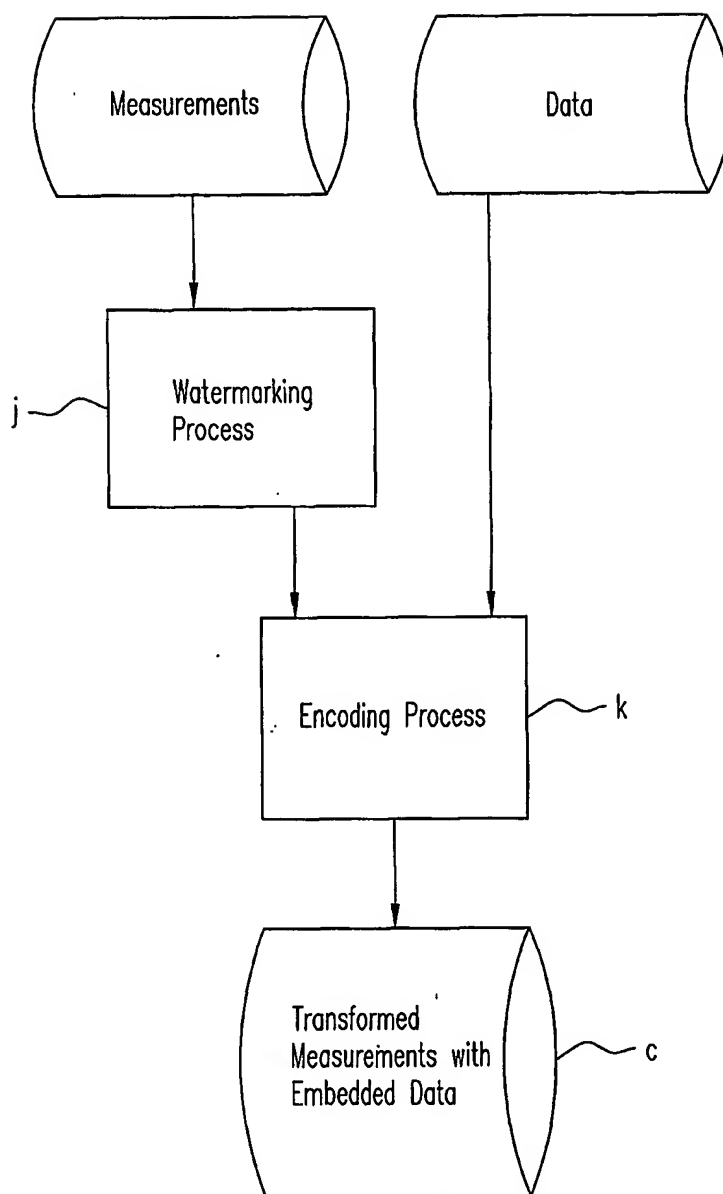 Measurements
Data
Watermarking
Process
j
Encoding Process
k
Transformed
Measurements with
Embedded Data
c